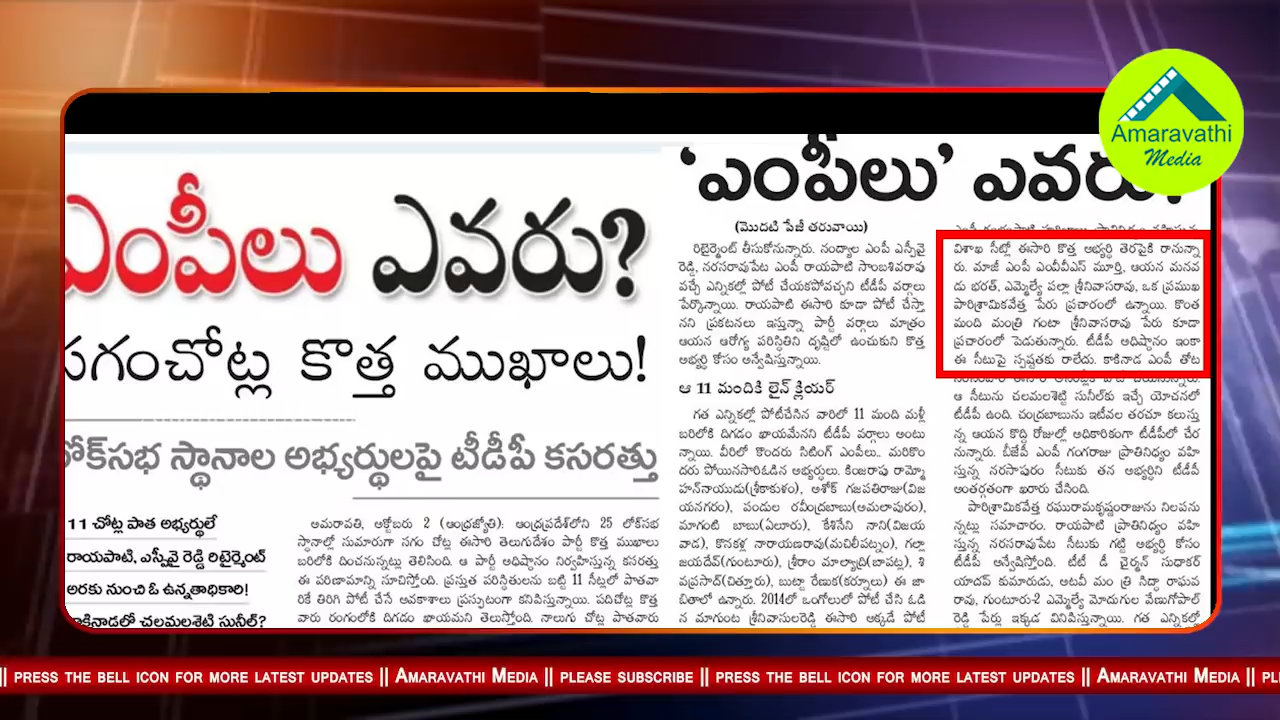 Amaravathi
Media
ఎంపీలు ఎవరు?
సగంచోట్ల కొత్త ముఖాలు!
లోక్‌సభ స్థానాల అభ్యర్థులపై టీడీపీ కసరత్తు
11 చోట్ల పాత అభ్యర్థులే
రాయపాటి, ఎస్పీవై రెడ్డి రిటైర్మెంట్
అరకు నుంచి ఓ ఉన్నతాధికారి!
కాకినాడలో చలమలశెట్టి సునీల్?
అమరావతి, అక్టోబరు 2 (ఆంధ్రజ్యోతి): ఆంధ్రప్రదేశ్‌లోని 25 లోక్‌సభ
స్థానాల్లో సుమారుగా సగం చోట్ల ఈసారి తెలుగుదేశం పార్టీ కొత్త ముఖాలు
బరిలోకి దించనున్నట్లు తెలిసింది. ఆ పార్టీ అధిష్ఠానం నిర్వహిస్తున్న కసరత్తు
ఈ పరిణామాన్ని సూచిస్తోంది. ప్రస్తుత పరిస్థితులను బట్టి 11 సీట్లలో పాతవా
రికే తిరిగి పోటీ చేసే అవకాశాలు ప్రస్ఫుటంగా కనిపిస్తున్నాయి. పదిచోట్ల కొత్త
వారు రంగంలోకి దిగడం ఖాయమని తెలుస్తోంది. నాలుగు చోట్ల పాతవారు
‘ఎంపీలు’ ఎవరు?
(మొదటి పేజీ తరువాయి)
రిటైర్మెంట్ తీసుకోనున్నారు. నంద్యాల ఎంపీ ఎస్పీవై
రెడ్డి, నరసరావుపేట ఎంపీ రాయపాటి సాంబశివరావు
వచ్చే ఎన్నికల్లో పోటీ చేయకపోవచ్చని టీడీపీ వర్గాలు
పేర్కొన్నాయి. రాయపాటి ఈసారి కూడా పోటీ చేస్తా
నని ప్రకటనలు ఇస్తున్నా పార్టీ వర్గాలు మాత్రం
ఆయన ఆరోగ్య పరిస్థితిని దృష్టిలో ఉంచుకుని కొత్త
అభ్యర్థి కోసం అన్వేషిస్తున్నాయి.
ఆ 11 మందికి లైన్ క్లియర్
గత ఎన్నికల్లో పోటీచేసిన వారిలో 11 మంది మళ్లీ
బరిలోకి దిగడం ఖాయమేనని టీడీపీ వర్గాలు అంటు
న్నాయి. వీరిలో కొందరు సిటింగ్ ఎంపీలు.. మరికొం
దరు పోయినసారిఓడిన అభ్యర్థులు. కింజరాపు రామ్మో
హన్‌నాయుడు(శ్రీకాకుళం), అశోక్ గజపతిరాజు(విజ
యనగరం), పండుల రవీంద్రబాబు(అమలాపురం),
మాగంటి బాబు(ఏలూరు), కేశినేని నాని(విజయ
వాడ), కొనకళ్ల నారాయణరావు(మచిలీపట్నం), గల్లా
జయదేవ్(గుంటూరు), శ్రీరాం మాల్యాద్రి(బాపట్ల), శి
వప్రసాద్(చిత్తూరు), బుట్టా రేణుక(కర్నూలు) ఈ జా
బితాలో ఉన్నారు. 2014లో ఒంగోలులో పోటీ చేసి ఓడి
న మాగుంట శ్రీనివాసులరెడ్డి ఈసారి అక్కడే పోటీ
విశాఖ సీట్లో ఈసారి కొత్త అభ్యర్థి తెరపైకి రానున్నా
రు. మాజీ ఎంపీ ఎంవీవీఎస్ మూర్తి, ఆయన మనవ
డు భరత్, ఎమ్మెల్యే పల్లా శ్రీనివాసరావు, ఒక ప్రముఖ
పారిశ్రామికవేత్త పేరు ప్రచారంలో ఉన్నాయి. కొంత
మంది మంత్రి గంటా శ్రీనివాసరావు పేరు కూడా
ప్రచారంలో పెడుతున్నారు. టీడీపీ అధిష్ఠానం ఇంకా
ఈ సీటుపై స్పష్టతకు రాలేదు. కాకినాడ ఎంపీ తోట
ఆ సీటును చలమలశెట్టి సునీల్‌కు ఇచ్చే యోచనలో
టీడీపీ ఉంది. చంద్రబాబును ఇటీవల తరచూ కలుస్తు
న్న ఆయన కొద్ది రోజుల్లో అధికారికంగా టీడీపీలో చేర
నున్నారు. బీజేపీ ఎంపీ గంగరాజు ప్రాతినిధ్యం వహి
స్తున్న నరసాపురం సీటుకు తన అభ్యర్థిని టీడీపీ
అంతర్గతంగా ఖరారు చేసింది.
పారిశ్రామికవేత్త రఘురామకృష్ణంరాజును నిలపను
న్నట్లు సమాచారం. రాయపాటి ప్రాతినిధ్యం వహి
స్తున్న నరసరావుపేట సీటుకు గట్టి అభ్యర్థి కోసం
టీడీపీ అన్వేషిస్తోంది. టీటీ డీ ఛైర్మన్ సుధాకర్
యాదవ్ కుమారుడు, అటవీ మం త్రి సిద్దా రాఘవ
రావు, గుంటూరు-2 ఎమ్మెల్యే మోదుగుల వేణుగోపాల్
రెడ్డి పేర్లు ఇక్కడ వినిపిస్తున్నాయి. గత ఎన్నికల్లో
|| PRESS THE BELL ICON FOR MORE LATEST UPDATES || AMARAVATHI MEDIA || PLEASE SUBSCRIBE || PRESS THE BELL ICON FOR MORE LATEST UPDATES || AMARAVATHI MEDIA ||